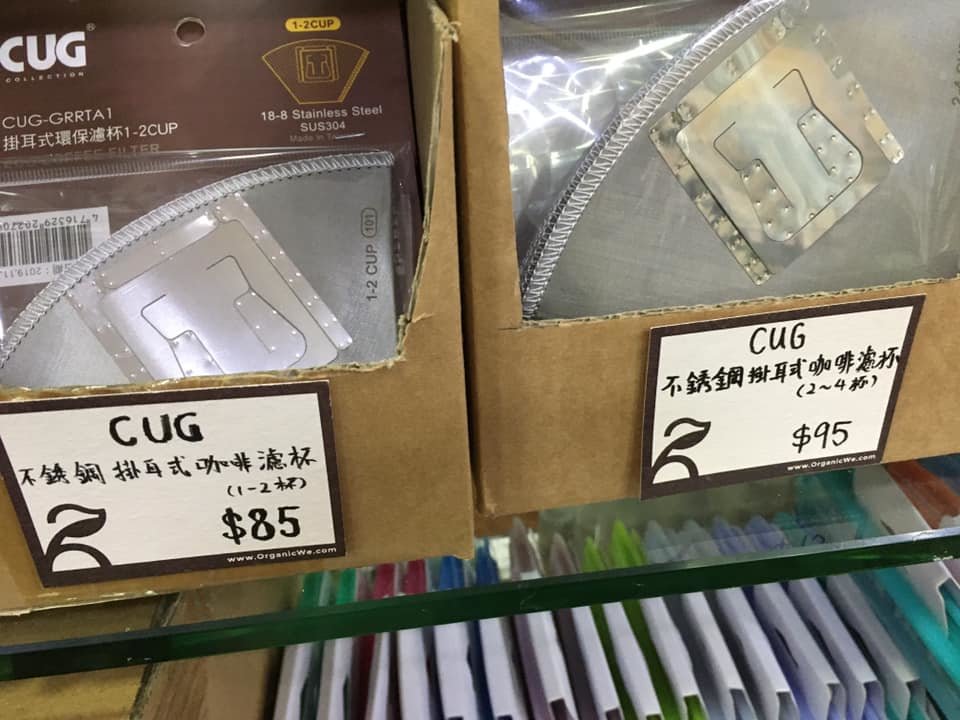 CUG®
COLLECTION
CUG-GRRTA1
掛耳式環保濾杯1-2CUP
FILTER
1-2CUP
18-8 Stainless Steel
SUS304
Made in
1-2 CUP 101
CUG
不銹鋼掛耳式咖啡濾杯
(1-2杯)
$85
www.OrganicWe.com
CUG
不銹鋼掛耳式咖啡濾杯
(2~4杯)
$95
www.OrganicWe.com